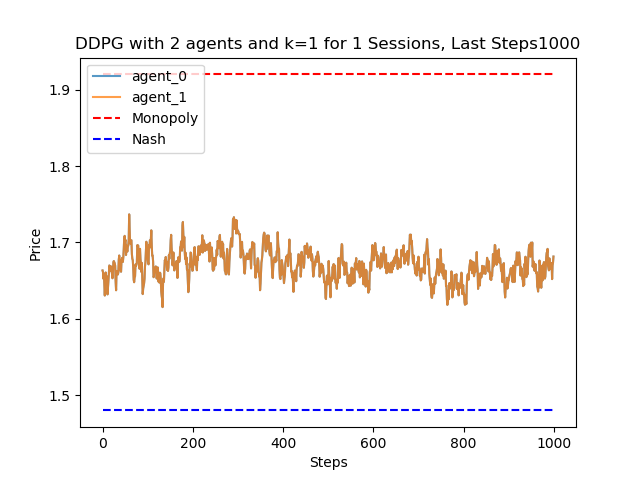 DDPG with 2 agents and k=1 for 1 Sessions, Last Steps1000
agent_0
agent_1
Monopoly
Nash
Price
1.9
1.8
1.7
1.6
1.5
0
200
400
600
800
1000
Steps